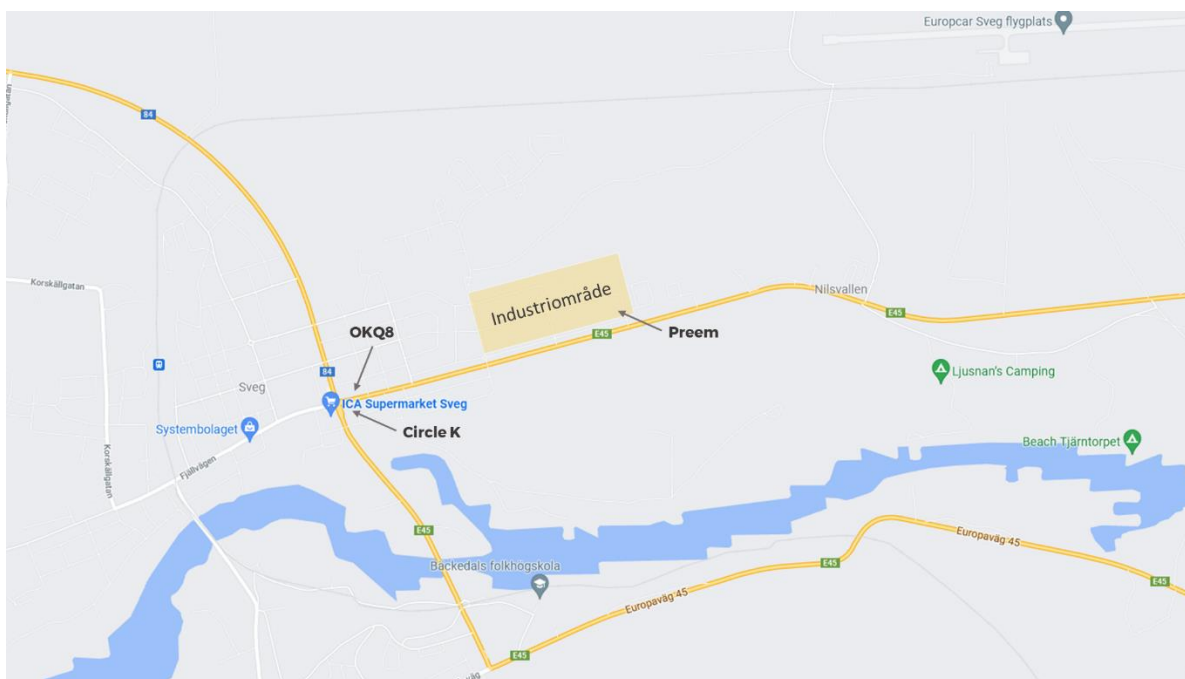 Europcar Sveg flygplats
84
Korskällgatan
Industriområde
Nilsvallen
E45
OKQ8
E45
Preem
84
Ljusnan's Camping
Sveg
ICA Supermarket Sveg
Systembolaget
Circle K
Beach Tjärntorpet
Korskällgatan
Fjällvägen
E45
Europaväg 45
Backedals folkhögskola
E45
E45
Europaväg 45
E45